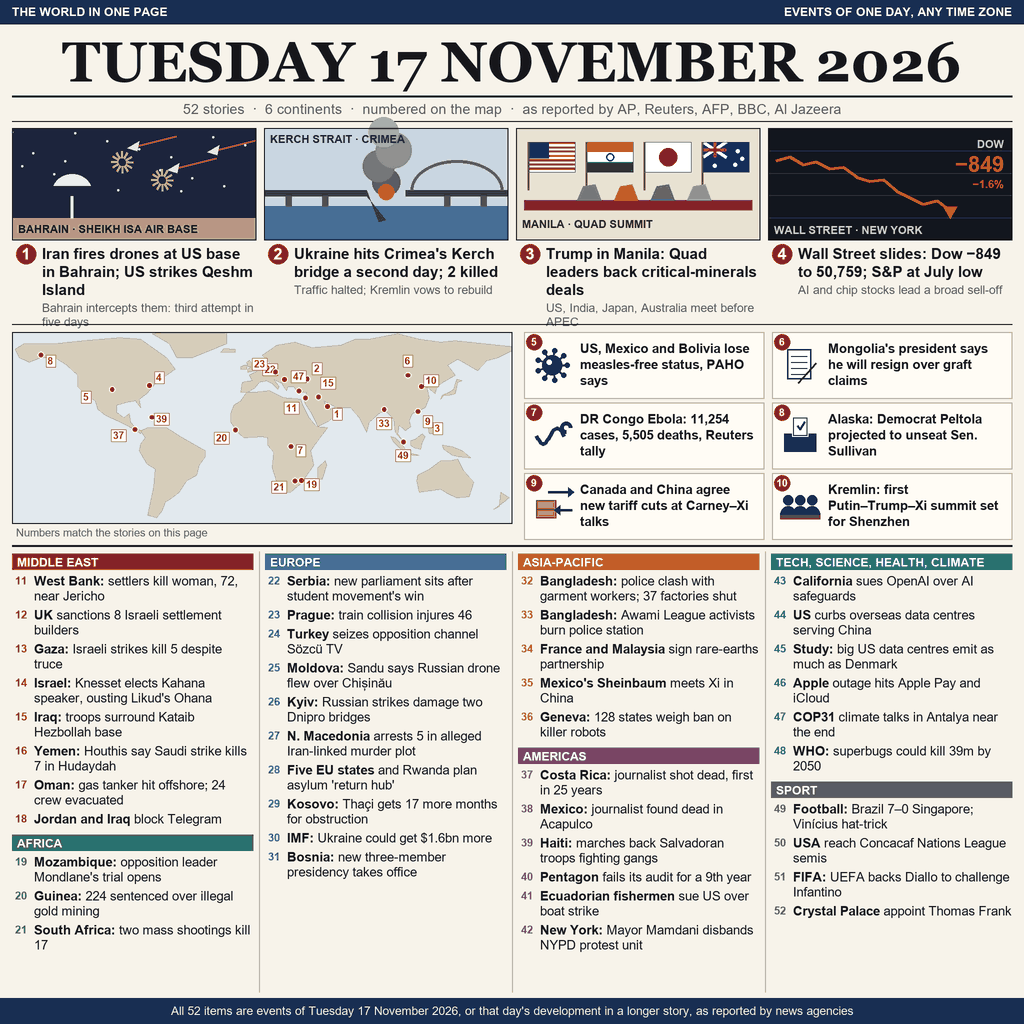 THE WORLD IN ONE PAGE
EVENTS OF ONE DAY, ANY TIME ZONE
TUESDAY 17 NOVEMBER 2026
52 stories · 6 continents · numbered on the map · as reported by AP, Reuters, AFP, BBC, Al Jazeera
BAHRAIN · SHEIKH ISA AIR BASE
1
Iran fires drones at US base
in Bahrain; US strikes Qeshm
Island
Bahrain intercepts them: third attempt in
five days
KERCH STRAIT · CRIMEA
2
Ukraine hits Crimea's Kerch
bridge a second day; 2 killed
Traffic halted; Kremlin vows to rebuild
MANILA · QUAD SUMMIT
3
Trump in Manila: Quad
leaders back critical-minerals
deals
US, India, Japan, Australia meet before
APEC
DOW
−849
−1.6%
WALL STREET · NEW YORK
4
Wall Street slides: Dow −849
to 50,759; S&P at July low
AI and chip stocks lead a broad sell-off
8
5
4
39
37
20
23
22
47
2
15
11
1
7
21
19
6
10
33
9
3
49
Numbers match the stories on this page
5
US, Mexico and Bolivia lose
measles-free status, PAHO
says
6
Mongolia's president says
he will resign over graft
claims
7
DR Congo Ebola: 11,254
cases, 5,505 deaths, Reuters
tally
8
Alaska: Democrat Peltola
projected to unseat Sen.
Sullivan
9
Canada and China agree
new tariff cuts at Carney–Xi
talks
10
Kremlin: first
Putin–Trump–Xi summit set
for Shenzhen
MIDDLE EAST
11 West Bank: settlers kill woman, 72,
near Jericho
12 UK sanctions 8 Israeli settlement
builders
13 Gaza: Israeli strikes kill 5 despite
truce
14 Israel: Knesset elects Kahana
speaker, ousting Likud's Ohana
15 Iraq: troops surround Kataib
Hezbollah base
16 Yemen: Houthis say Saudi strike kills
7 in Hudaydah
17 Oman: gas tanker hit offshore; 24
crew evacuated
18 Jordan and Iraq block Telegram
AFRICA
19 Mozambique: opposition leader
Mondlane's trial opens
20 Guinea: 224 sentenced over illegal
gold mining
21 South Africa: two mass shootings kill
17
EUROPE
22 Serbia: new parliament sits after
student movement's win
23 Prague: train collision injures 46
24 Turkey seizes opposition channel
Sözcü TV
25 Moldova: Sandu says Russian drone
flew over Chișinău
26 Kyiv: Russian strikes damage two
Dnipro bridges
27 N. Macedonia arrests 5 in alleged
Iran-linked murder plot
28 Five EU states and Rwanda plan
asylum 'return hub'
29 Kosovo: Thaçi gets 17 more months
for obstruction
30 IMF: Ukraine could get $1.6bn more
31 Bosnia: new three-member
presidency takes office
ASIA-PACIFIC
32 Bangladesh: police clash with
garment workers; 37 factories shut
33 Bangladesh: Awami League activists
burn police station
34 France and Malaysia sign rare-earths
partnership
35 Mexico's Sheinbaum meets Xi in
China
36 Geneva: 128 states weigh ban on
killer robots
AMERICAS
37 Costa Rica: journalist shot dead, first
in 25 years
38 Mexico: journalist found dead in
Acapulco
39 Haiti: marches back Salvadoran
troops fighting gangs
40 Pentagon fails its audit for a 9th year
41 Ecuadorian fishermen sue US over
boat strike
42 New York: Mayor Mamdani disbands
NYPD protest unit
TECH, SCIENCE, HEALTH, CLIMATE
43 California sues OpenAI over AI
safeguards
44 US curbs overseas data centres
serving China
45 Study: big US data centres emit as
much as Denmark
46 Apple outage hits Apple Pay and
iCloud
47 COP31 climate talks in Antalya near
the end
48 WHO: superbugs could kill 39m by
2050
SPORT
49 Football: Brazil 7–0 Singapore;
Vinícius hat-trick
50 USA reach Concacaf Nations League
semis
51 FIFA: UEFA backs Diallo to challenge
Infantino
52 Crystal Palace appoint Thomas Frank
All 52 items are events of Tuesday 17 November 2026, or that day's development in a longer story, as reported by news agencies